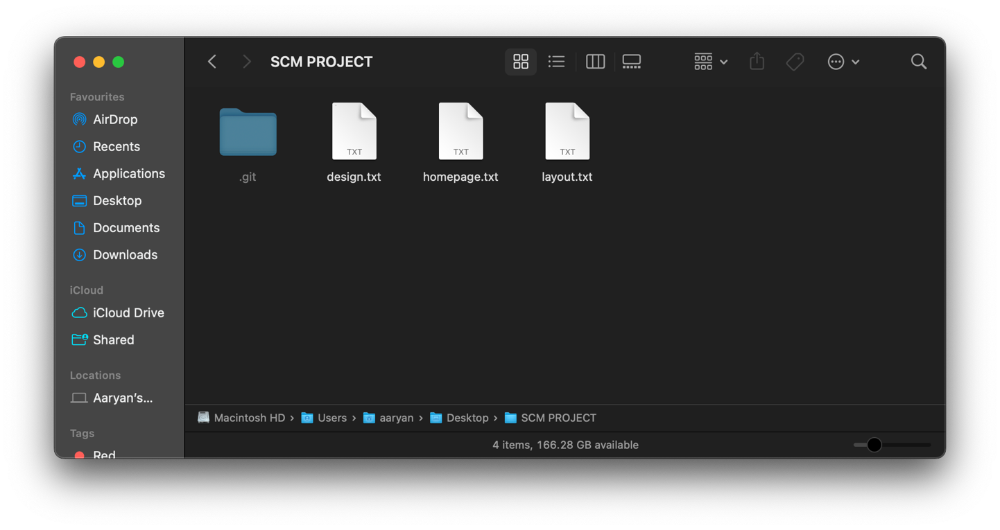 SCM PROJECT
Favourites
AirDrop
Recents
Applications
Desktop
Documents
Downloads
iCloud
iCloud Drive
Shared
Locations
Aaryan’s...
Tags
Red
TXT TXT TXT
.git design.txt homepage.txt layout.txt
Macintosh HD › Users › aaryan › Desktop › SCM PROJECT
4 items, 166.28 GB available